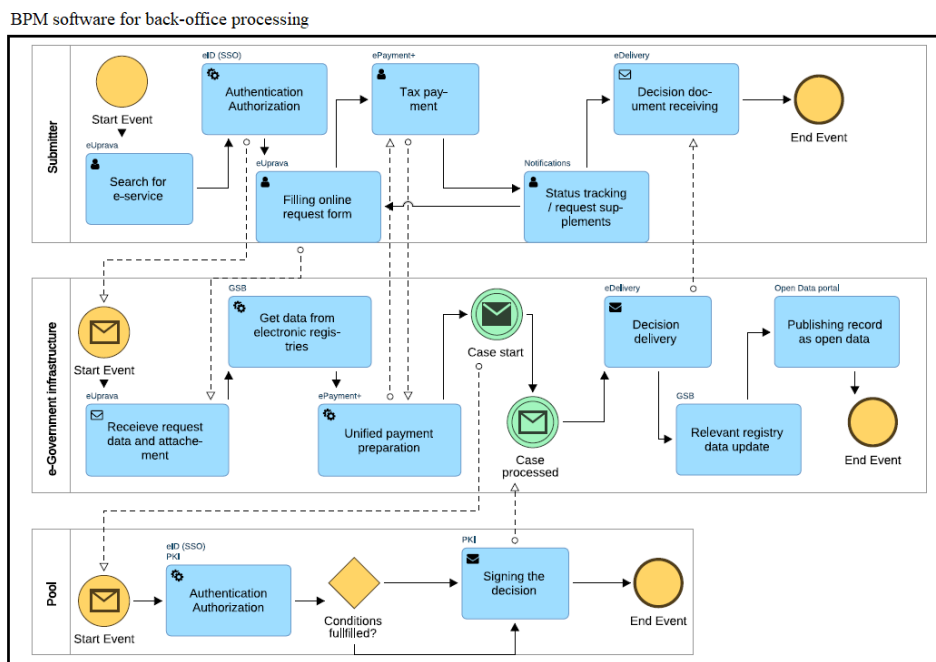 BPM software for back-office processing
Submitter
Start Event
eUprava
Search for
e-service
eID (SSO)
Authentication
Authorization
eUprava
Filling online
request form
ePayment+
Tax pay-
ment
Notifications
Status tracking
/ request sup-
plements
eDelivery
Decision doc-
ument receiving
End Event
e-Government infrastructure
Start Event
eUprava
Receieve request
data and attache-
ment
GSB
Get data from
electronic regis-
tries
ePayment+
Unified payment
preparation
Case start
Case
processed
eDelivery
Decision
delivery
GSB
Relevant registry
data update
Open Data portal
Publishing record
as open data
End Event
Pool
Start Event
eID (SSO)
PKI
Authentication
Authorization
Conditions
fullfilled?
PKI
Signing the
decision
End Event